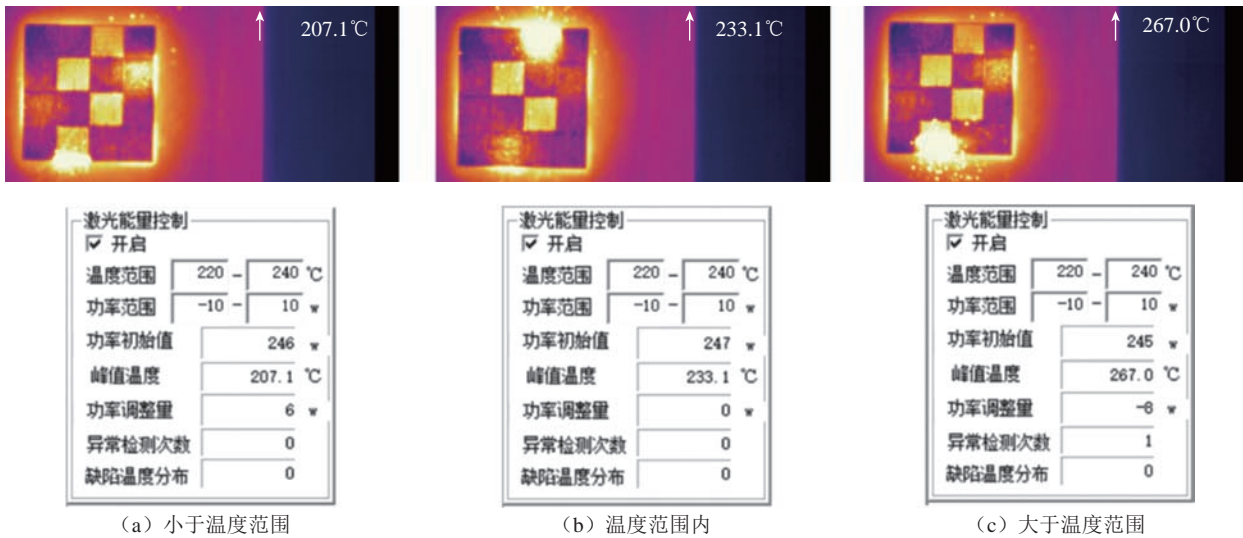 207.1℃
233.1℃
267.0℃
激光能量控制
开启
温度范围 220 - 240 ℃
功率范围 -10 - 10 w
功率初始值 246 w
峰值温度 207.1 ℃
功率调整量 6 w
异常检测次数 0
缺陷温度分布 0
激光能量控制
开启
温度范围 220 - 240 ℃
功率范围 -10 - 10 w
功率初始值 247 w
峰值温度 233.1 ℃
功率调整量 0 w
异常检测次数 0
缺陷温度分布 0
激光能量控制
开启
温度范围 220 - 240 ℃
功率范围 -10 - 10 w
功率初始值 245 w
峰值温度 267.0 ℃
功率调整量 w
异常检测次数 1
缺陷温度分布 0
（a）小于温度范围
（b）温度范围内
（c）大于温度范围